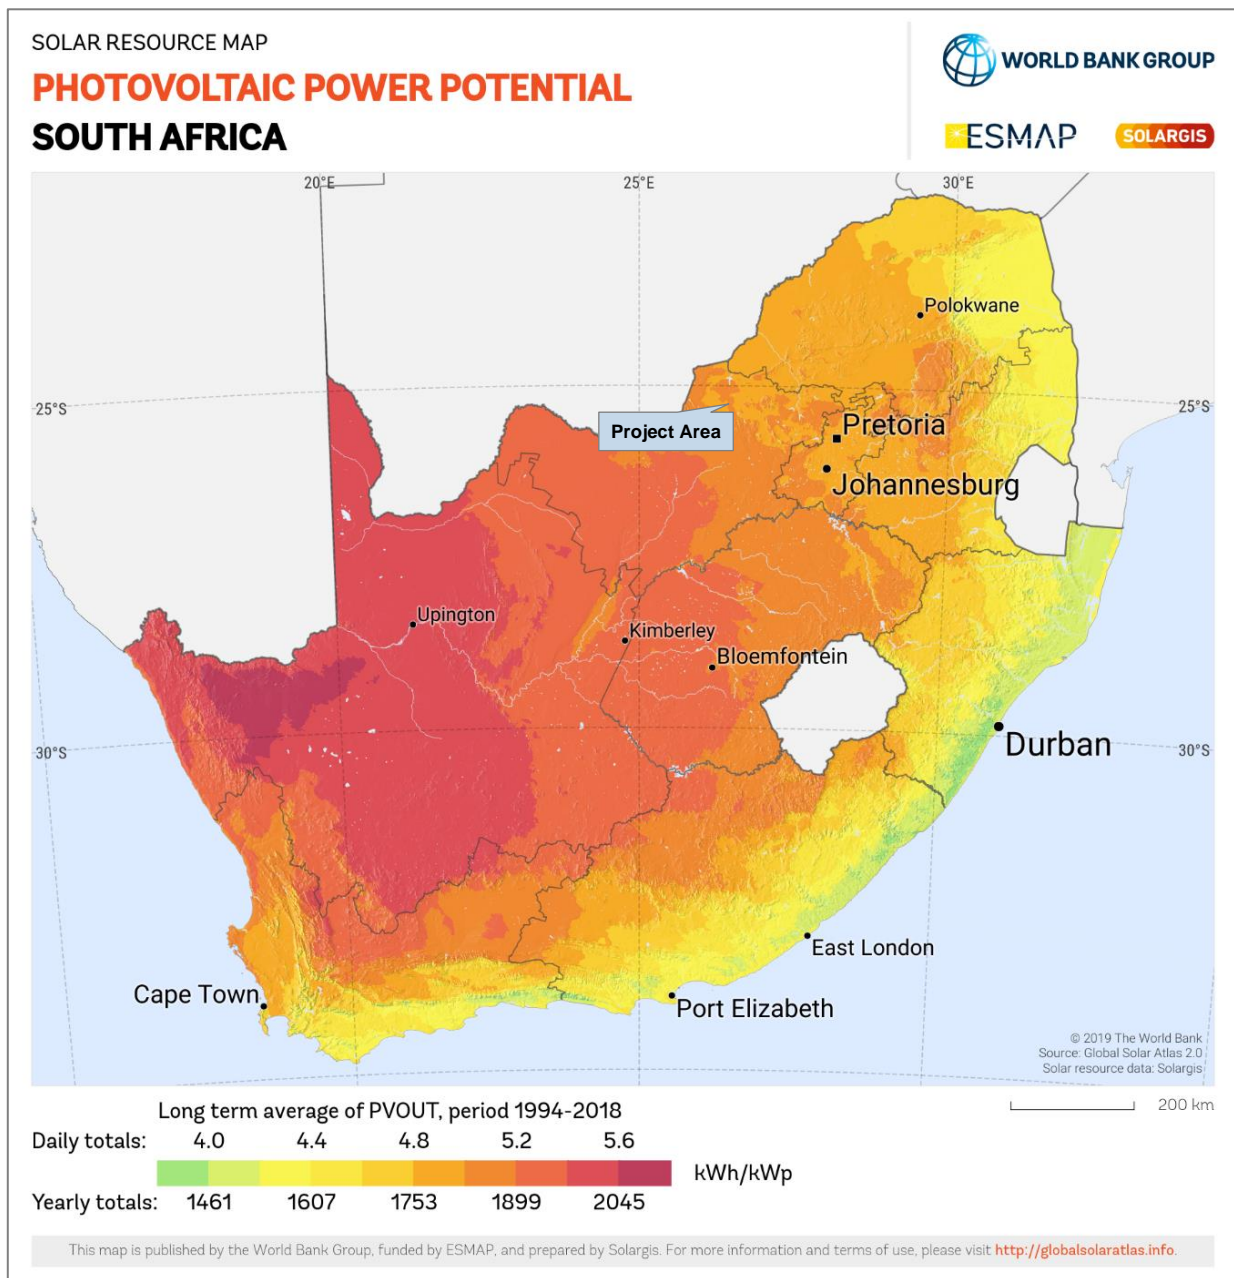 SOLAR RESOURCE MAP
PHOTOVOLTAIC POWER POTENTIAL
SOUTH AFRICA
WORLD BANK GROUP
ESMAP
SOLARGIS
20°E
25°E
30°E
Polokwane
25°S
25°S
Project Area
Pretoria
Johannesburg
Upington
Kimberley
Bloemfontein
Durban
30°S
30°S
East London
Cape Town
Port Elizabeth
© 2019 The World Bank
Source: Global Solar Atlas 2.0
Solar resource data: Solargis
200 km
Long term average of PVOUT, period 1994-2018
Daily totals: 4.0 4.4 4.8 5.2 5.6
kWh/kWp
Yearly totals: 1461 1607 1753 1899 2045
This map is published by the World Bank Group, funded by ESMAP, and prepared by Solargis. For more information and terms of use, please visit http://globalsolaratlas.info.